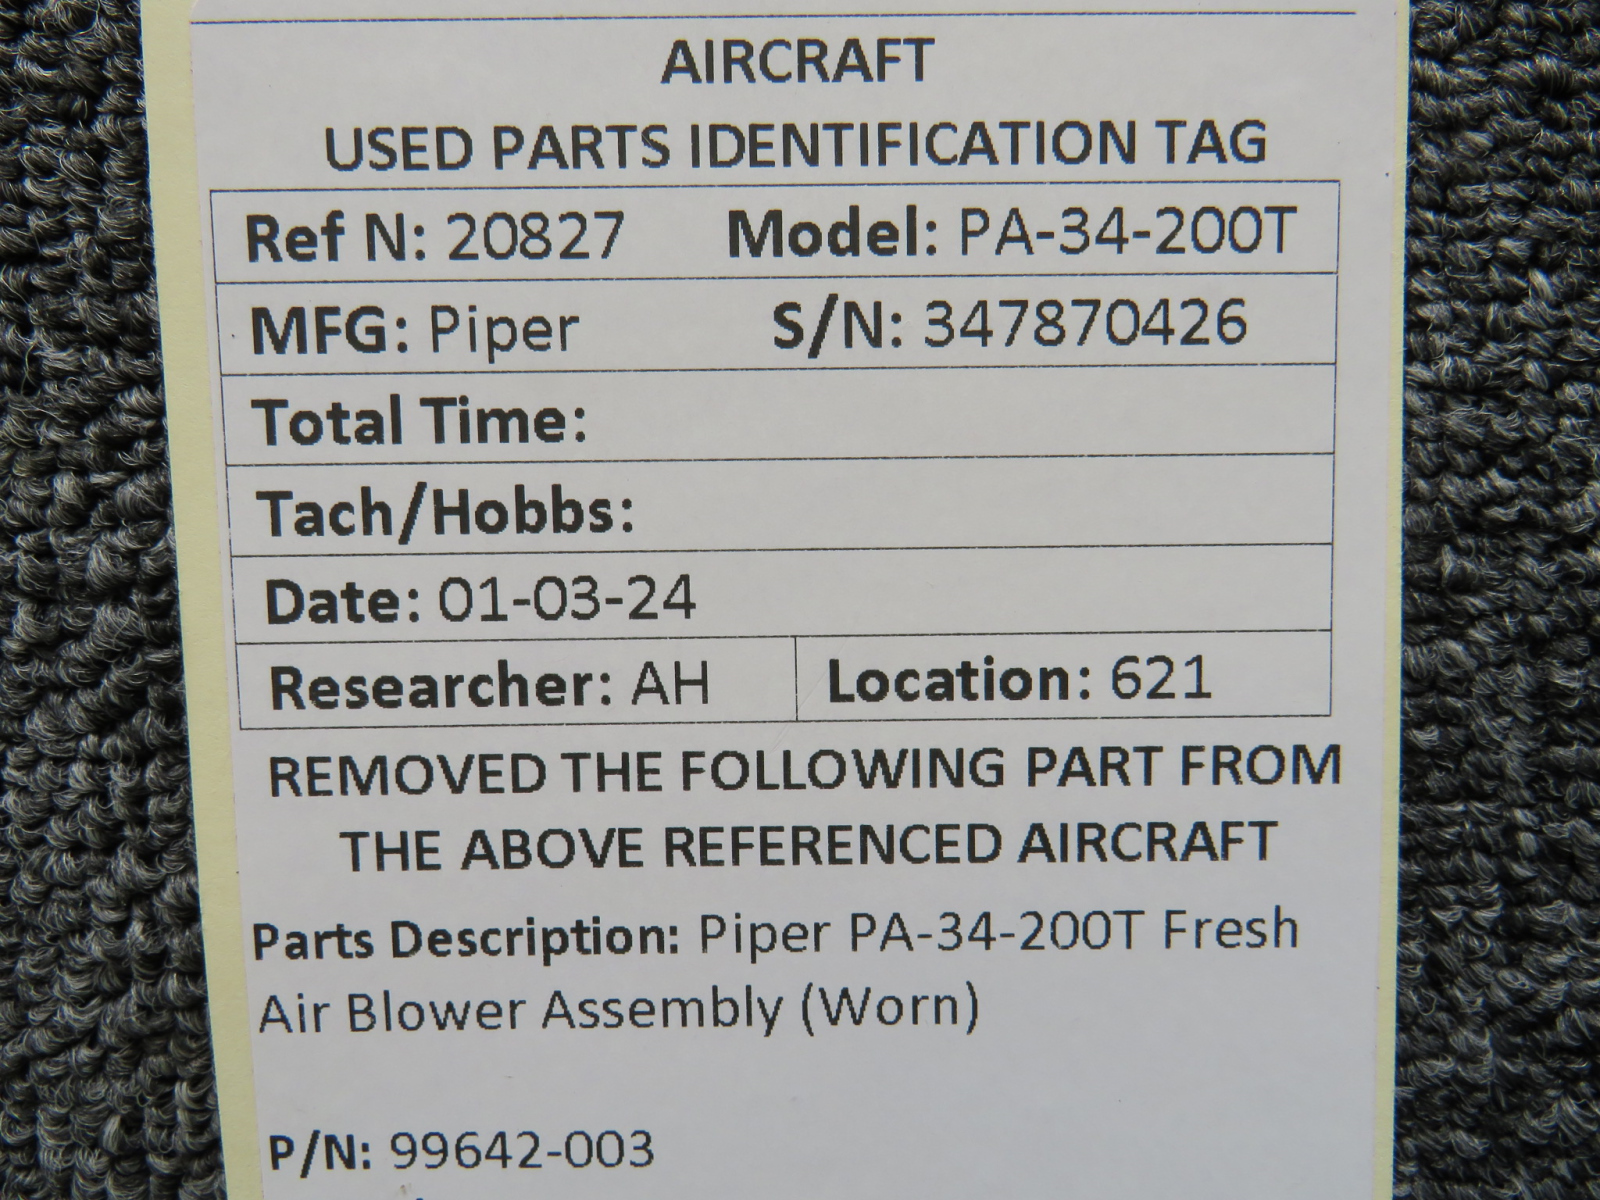 AIRCRAFT
USED PARTS IDENTIFICATION TAG
Ref N: 20827 Model: PA-34-200T
MFG: Piper S/N: 347870426
Total Time:
Tach/Hobbs:
Date: 01-03-24
Researcher: AH Location: 621
REMOVED THE FOLLOWING PART FROM
THE ABOVE REFERENCED AIRCRAFT
Parts Description: Piper PA-34-200T Fresh
Air Blower Assembly (Worn)
P/N: 99642-003